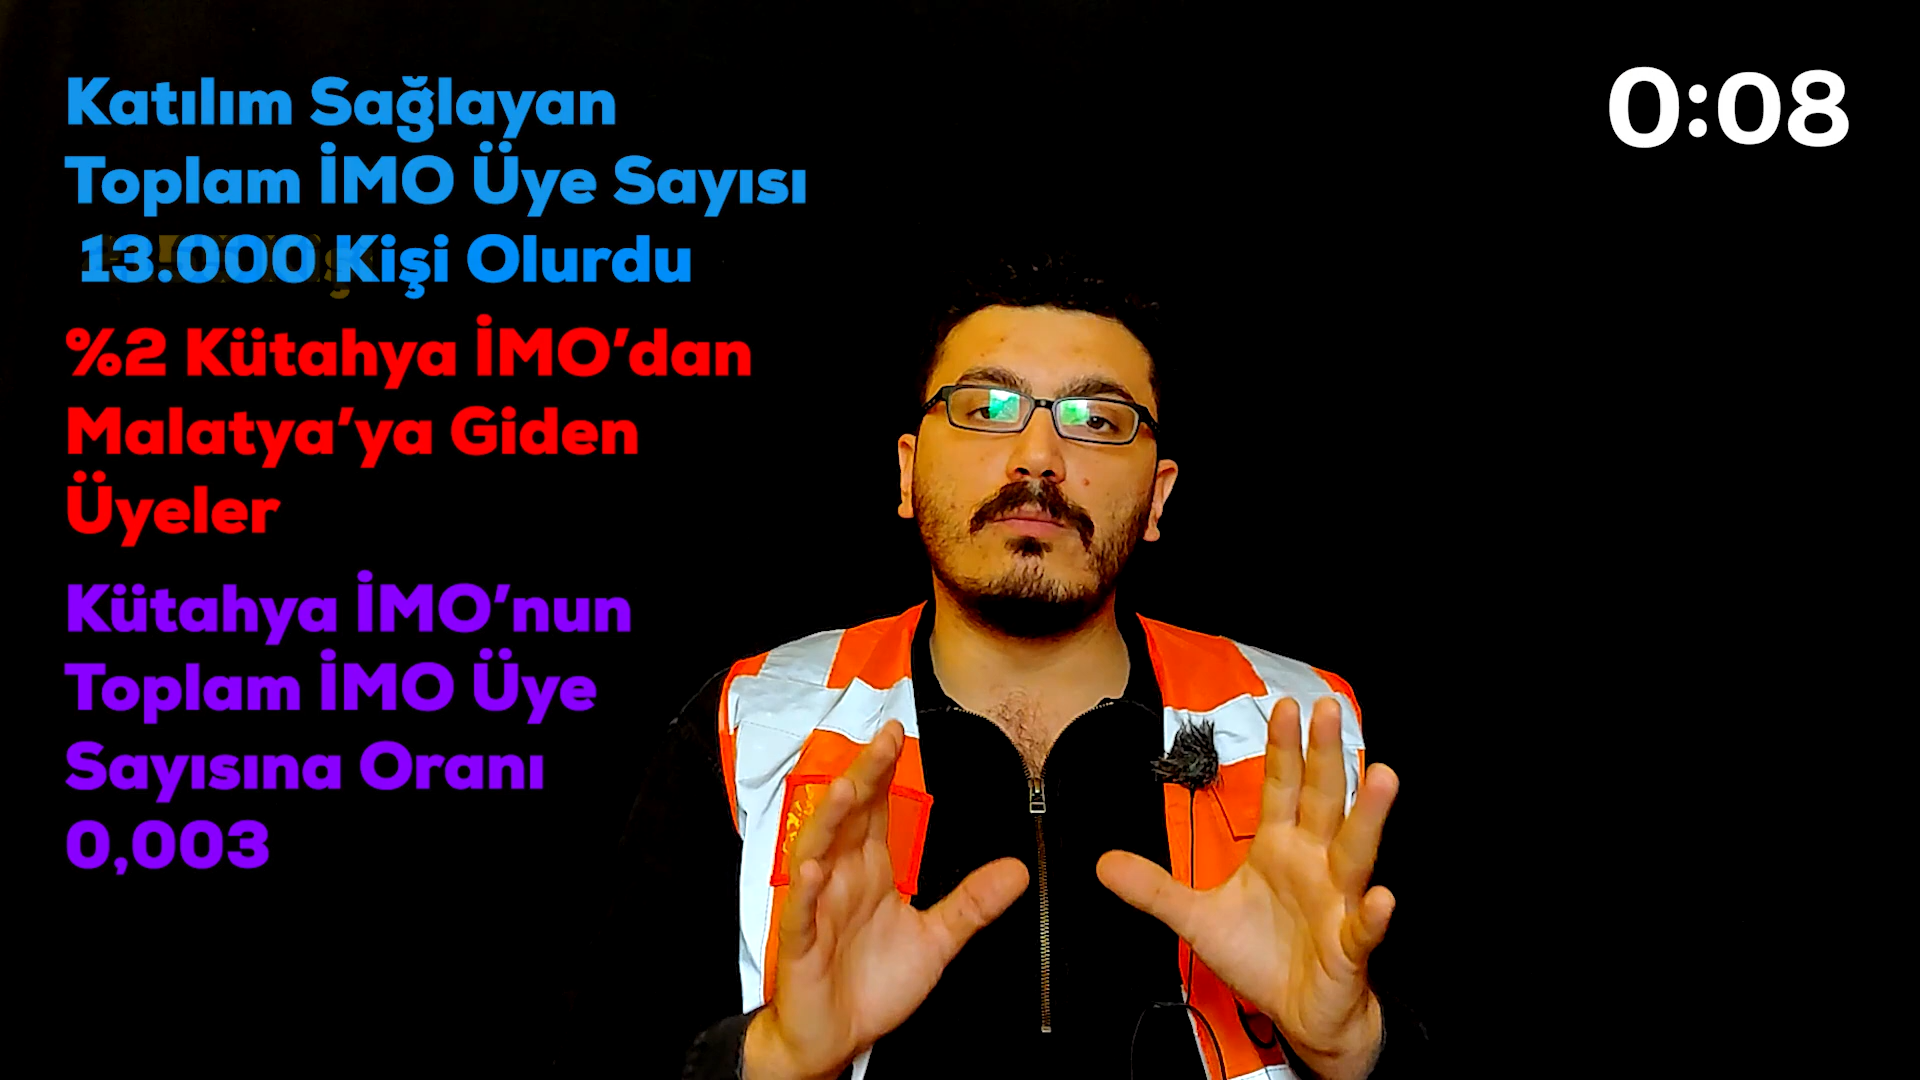 Katılım Sağlayan
Toplam İMO Üye Sayısı
13.000 Kişi Olurdu
%2 Kütahya İMO’dan
Malatya’ya Giden
Üyeler
Kütahya İMO’nun
Toplam İMO Üye
Sayısına Oranı
0,003
0:08